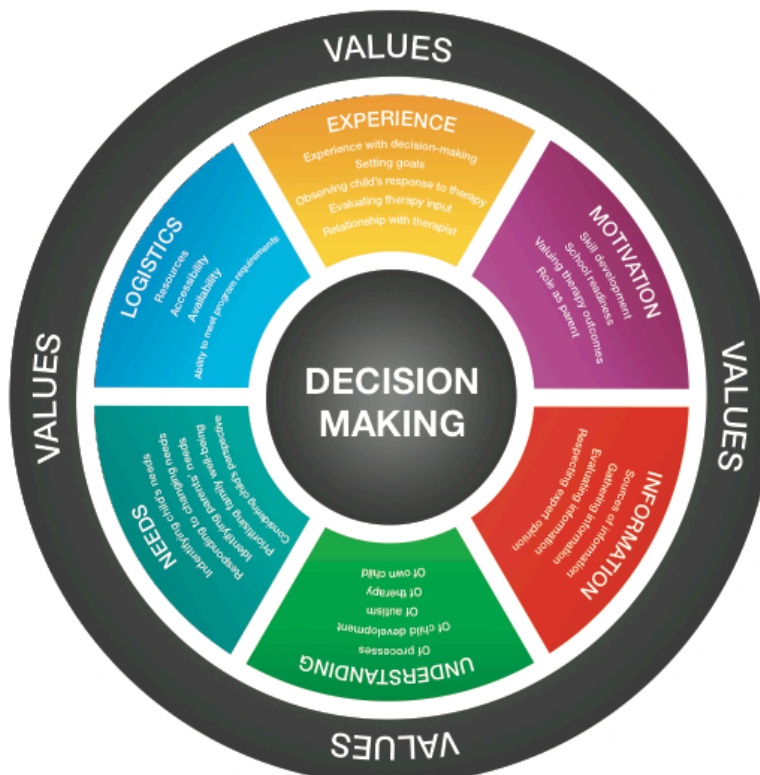 VALUES
EXPERIENCE
Experience with decision-making
Setting goals
Observing child's response to therapy
Evaluating therapy input
Relationship with therapist
MOTIVATION
Skill development
School readiness
Valuing therapy outcomes
Role as parent
VALUES
INFORMATION
Sources of information
Gathering information
Evaluating information
Respecting expert opinion
UNDERSTANDING
Of processes
Of child development
Of autism
Of therapy
Of own child
VALUES
NEEDS
Indentifying child's needs
Responding to changing needs
Identifying parents' needs
Prioritising family well-being
Considering child's perspective
VALUES
LOGISTICS
Resources
Accessibility
Availability
Ability to meet program requirements
DECISION
MAKING